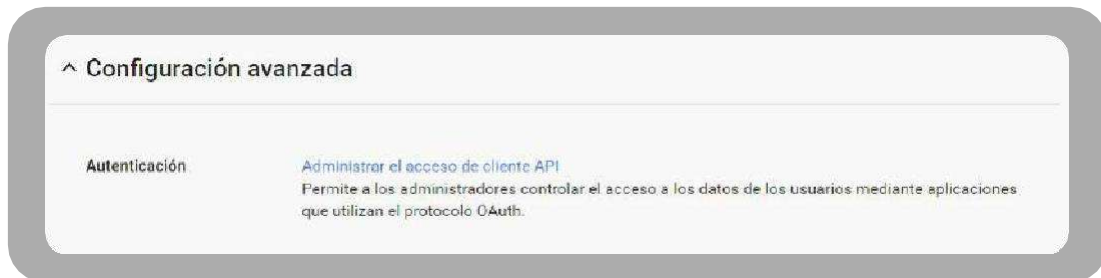 Configuración avanzada
Autenticación
Administrar el acceso de cliente API
Permite a los administradores controlar el acceso a los datos de los usuarios mediante aplicaciones
que utilizan el protocolo OAuth.